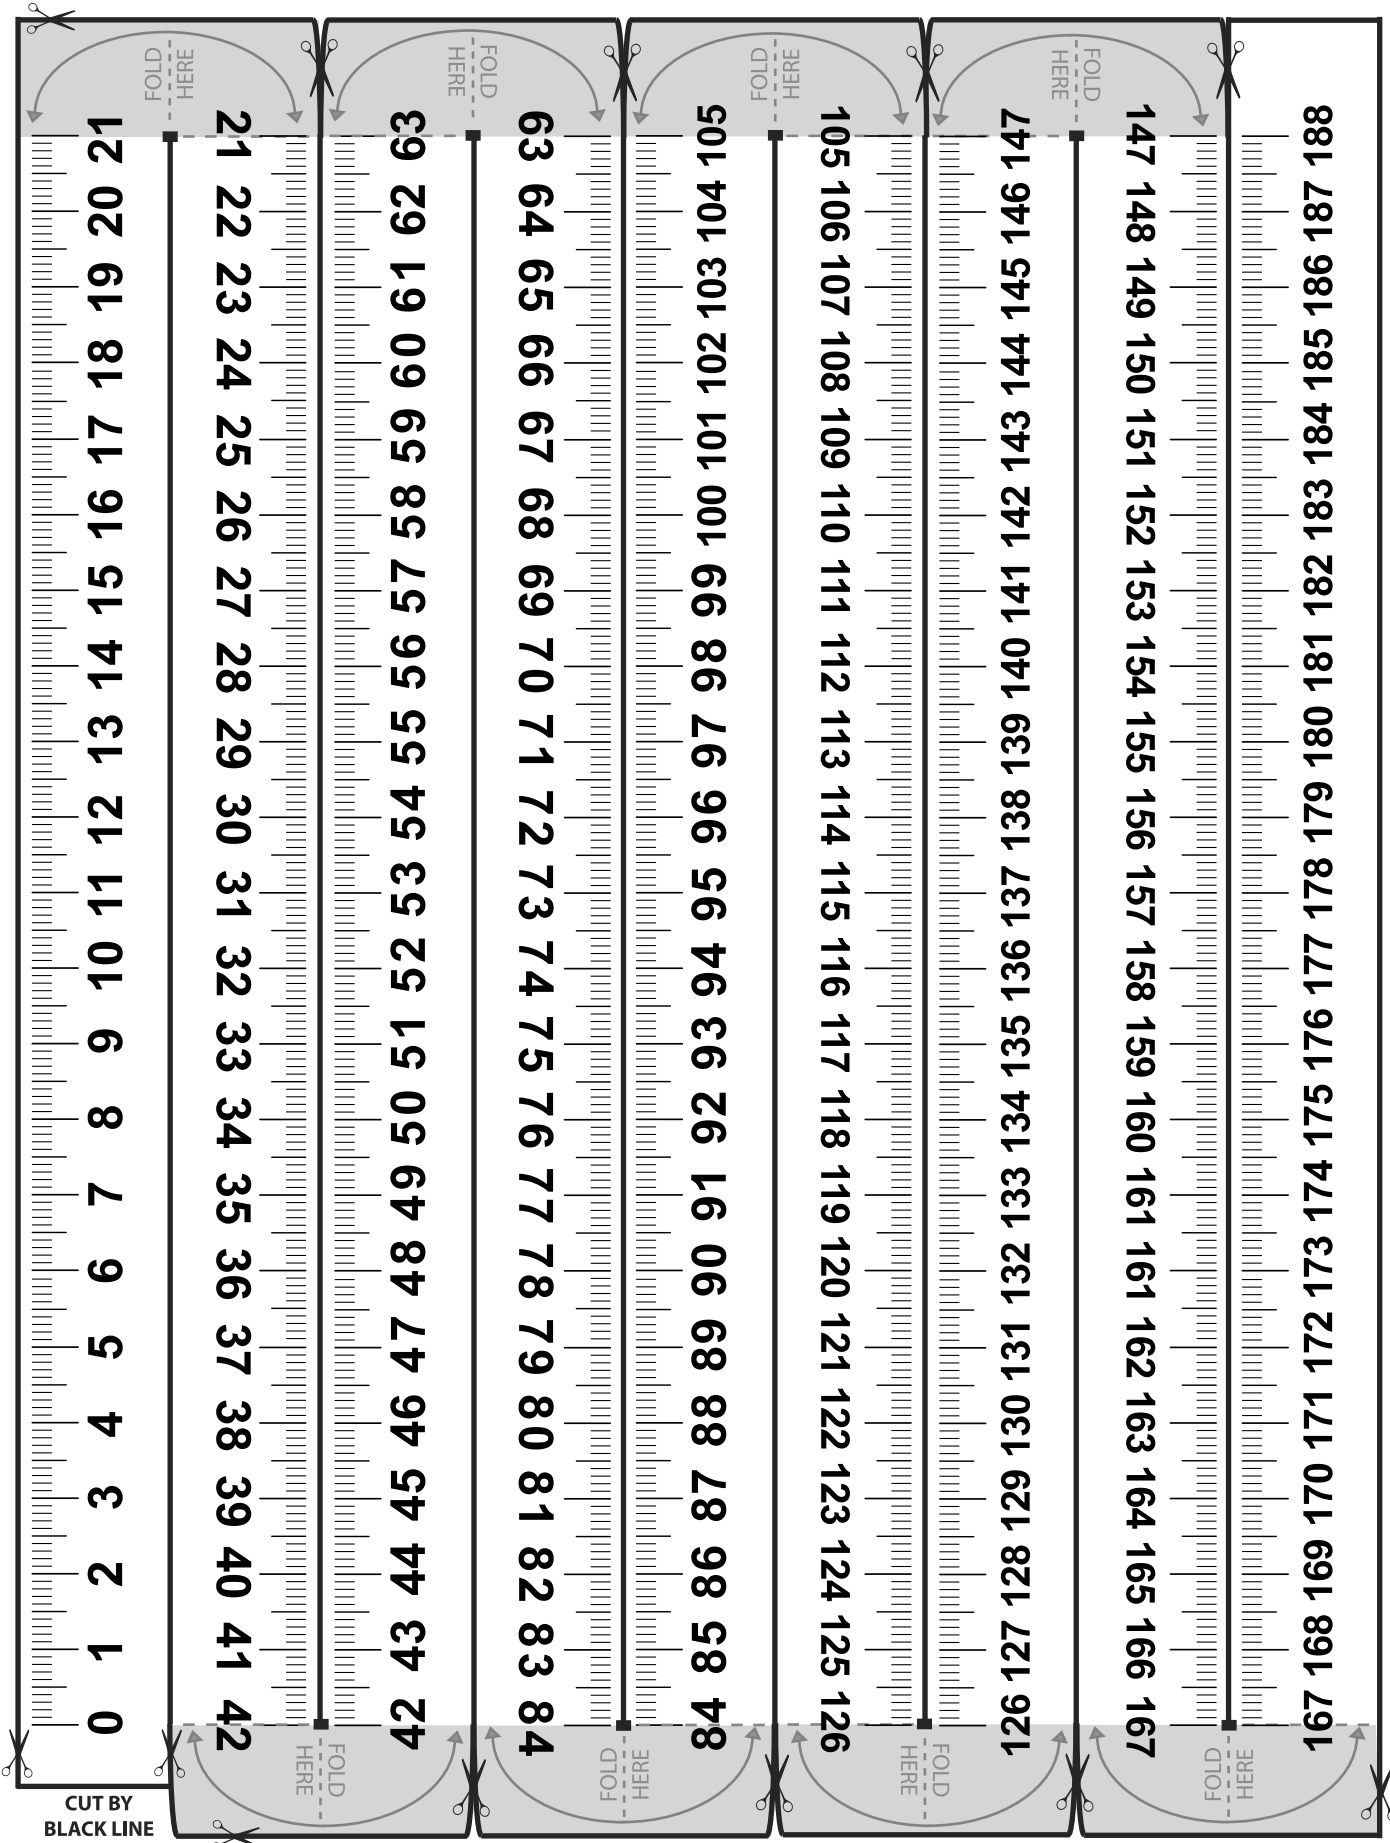 FOLD
HERE
FOLD
HERE
FOLD
HERE
FOLD
HERE
0 1 2 3 4 5 6 7 8 9 10 11 12 13 14 15 16 17 18 19 20 21
21 22 23 24 25 26 27 28 29 30 31 32 33 34 35 36 37 38 39 40 41 42
42 43 44 45 46 47 48 49 50 51 52 53 54 55 56 57 58 59 60 61 62 63
63 64 65 66 67 68 69 70 71 72 73 74 75 76 77 78 79 80 81 82 83 84
84 85 86 87 88 89 90 91 92 93 94 95 96 97 98 99 100 101 102 103 104 105
105 106 107 108 109 110 111 112 113 114 115 116 117 118 119 120 121 122 123 124 125 126
126 127 128 129 130 131 132 133 134 135 136 137 138 139 140 141 142 143 144 145 146 147
147 148 149 150 151 152 153 154 155 156 157 158 159 160 161 161 162 163 164 165 166 167
167 168 169 170 171 172 173 174 175 176 177 178 179 180 181 182 183 184 185 186 187 188
FOLD
HERE
FOLD
HERE
FOLD
HERE
FOLD
HERE
CUT BY
BLACK LINE